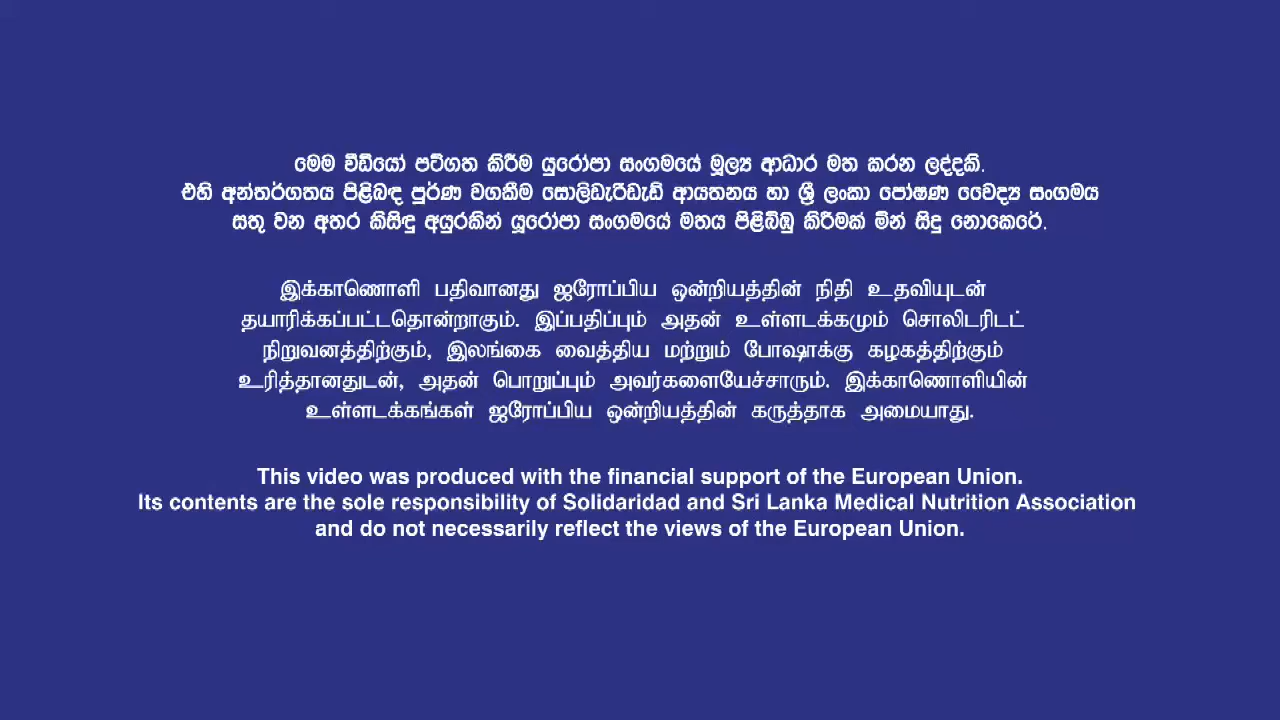 මෙම වීඩියෝ පටිගත කිරීම යුරෝපා සංගමයේ මූල්‍ය ආධාර මත කරන ලද්දකි.
එහි අන්තර්ගතය පිළිබඳ පූර්ණ වගකීම සොලිඩැරිඩැඩ් ආයතනය හා ශ්‍රී ලංකා පෝෂණ වෛද්‍ය සංගමය
සතු වන අතර කිසිඳු අයුරකින් යුරෝපා සංගමයේ මතය පිළිබිඹු කිරීමක් මින් සිදු නොකෙරේ.
இக்காணொளி பதிவானது ஐரோப்பிய ஒன்றியத்தின் நிதி உதவியுடன்
தயாரிக்கப்பட்டதொன்றாகும். இப்பதிப்பும் அதன் உள்ளடக்கமும் சொலிடரிடட்
நிறுவனத்திற்கும், இலங்கை வைத்திய மற்றும் போஷாக்கு கழகத்திற்கும்
உரித்தானதுடன், அதன் பொறுப்பும் அவர்களையேச்சாரும். இக்காணொளியின்
உள்ளடக்கங்கள் ஐரோப்பிய ஒன்றியத்தின் கருத்தாக அமையாது.
This video was produced with the financial support of the European Union.
Its contents are the sole responsibility of Solidaridad and Sri Lanka Medical Nutrition Association
and do not necessarily reflect the views of the European Union.